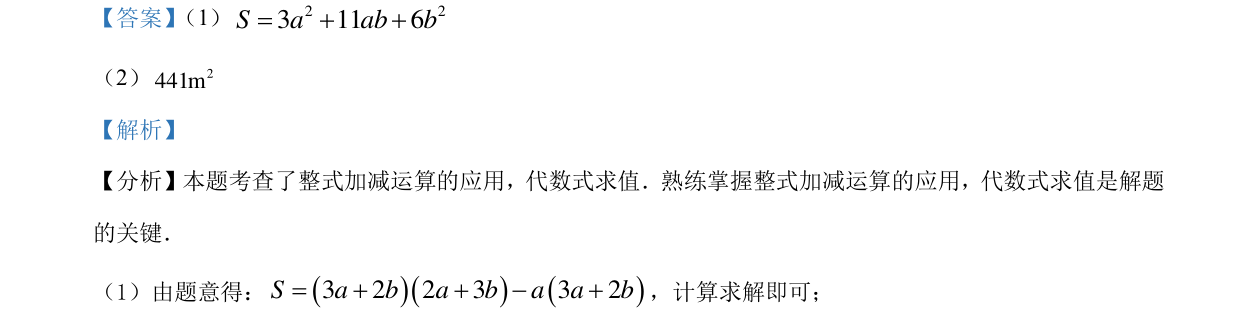 【答案】（1）S＝3a²+11ab+6b²
（2）441m²
【解析】
【分析】本题考查了整式加减运算的应用，代数式求值．熟练掌握整式加减运算的应用，代数式求值是解题
的关键．
（1）由题意得：S＝(3a+2b)(2a+3b)−a(3a+2b)，计算求解即可；